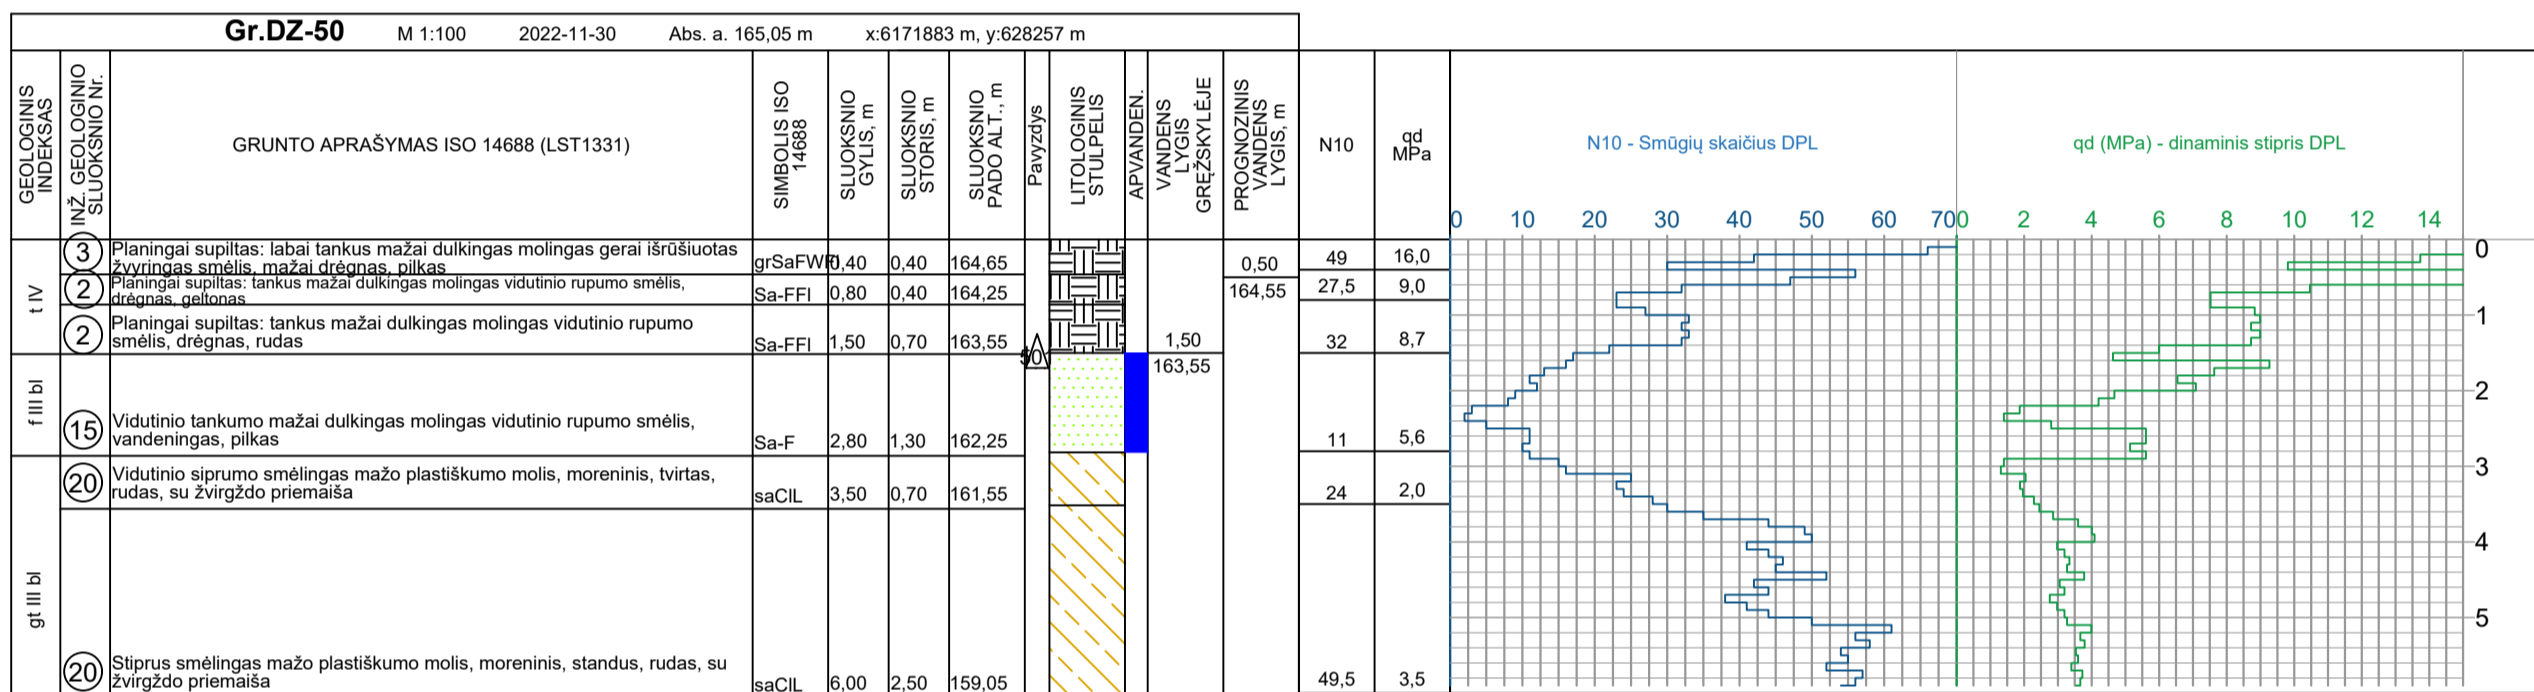 Gr.DZ-50 M 1:100 2022-11-30 Abs. a. 165,05 m x:6171883 m, y:628257 m
GEOLOGINIS
INDEKSAS
INŽ. GEOLOGINIO
SLUOKSNIO Nr.
GRUNTO APRAŠYMAS ISO 14688 (LST1331)
SIMBOLIS ISO
14688
SLUOKSNIO
GYLIS, m
SLUOKSNIO
STORIS, m
SLUOKSNIO
PADO ALT., m
Pavyzdys
LITOLOGINIS
STULPELIS
APVANDEN.
VANDENS
LYGIS
GRĘŽSKYLĖJE
PROGNOZINIS
VANDENS
LYGIS, m
N10
qd
MPa
N10 - Smūgių skaičius DPL
qd (MPa) - dinaminis stipris DPL
0 10 20 30 40 50 60 70
0 2 4 6 8 10 12 14
t IV
3
Planingai supiltas: labai tankus mažai dulkingas molingas gerai išrūšiuotas
žvyringas smėlis, mažai drėgnas, pilkas
0,40 0,40 164,65
0,50
164,55
49 16,0
2
Planingai supiltas: tankus mažai dulkingas molingas vidutinio rupumo smėlis,
drėgnas, geltonas
Sa-FFI 0,80 0,40 164,25
27,5 9,0
2
Planingai supiltas: tankus mažai dulkingas molingas vidutinio rupumo
smėlis, drėgnas, rudas
Sa-FFI 1,50 0,70 163,55
50
1,50
163,55
32 8,7
f III bl
15
Vidutinio tankumo mažai dulkingas molingas vidutinio rupumo smėlis,
vandeningas, pilkas
Sa-F 2,80 1,30 162,25
11 5,6
gt III bl
20
Vidutinio siprumo smėlingas mažo plastiškumo molis, moreninis, tvirtas,
rudas, su žvirgždo priemaiša
saClL 3,50 0,70 161,55
24 2,0
20
Stiprus smėlingas mažo plastiškumo molis, moreninis, standus, rudas, su
žvirgždo priemaiša
saClL 6,00 2,50 159,05
49,5 3,5
0
1
2
3
4
5